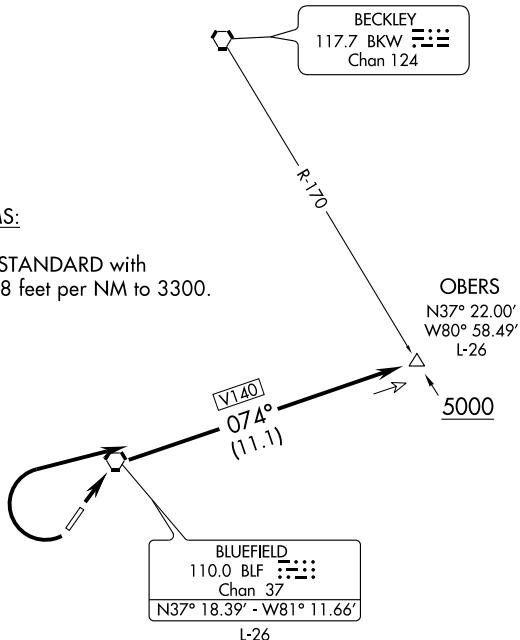 BECKLEY
117.7 BKW
Chan 124
R-170
MS:
STANDARD with
8 feet per NM to 3300.
OBERS
N37° 22.00'
W80° 58.49'
L-26
5000
V140
074°
(11.1)
BLUEFIELD
110.0 BLF
Chan 37
N37° 18.39' - W81° 11.66'
L-26